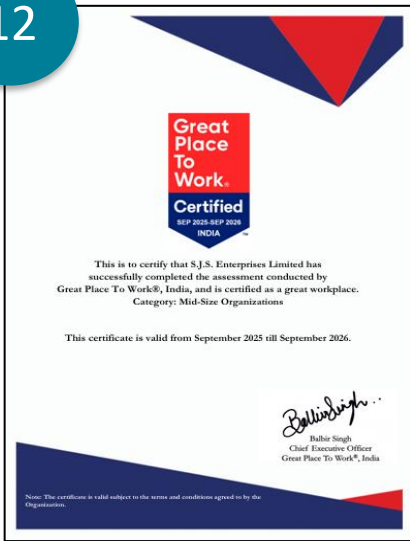 12
Great
Place
To
Work®
Certified
SEP 2025-SEP 2026
INDIA
™
This is to certify that S.J.S. Enterprises Limited has
successfully completed the assessment conducted by
Great Place To Work®, India, and is certified as a great workplace.
Category: Mid-Size Organizations
This certificate is valid from September 2025 till September 2026.
Balbir Singh
Balbir Singh
Chief Executive Officer
Great Place To Work®, India
Note: The certificate is valid subject to the terms and conditions agreed to by the
Organization.